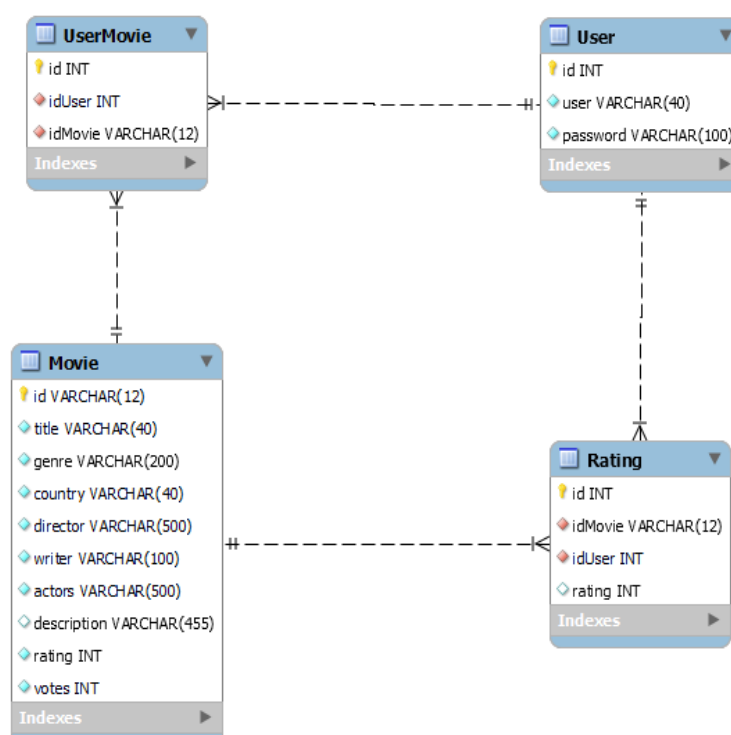 UserMovie
id INT
idUser INT
idMovie VARCHAR(12)
Indexes
User
id INT
user VARCHAR(40)
password VARCHAR(100)
Indexes
Movie
id VARCHAR(12)
title VARCHAR(40)
genre VARCHAR(200)
country VARCHAR(40)
director VARCHAR(500)
writer VARCHAR(100)
actors VARCHAR(500)
description VARCHAR(455)
rating INT
votes INT
Indexes
Rating
id INT
idMovie VARCHAR(12)
idUser INT
rating INT
Indexes